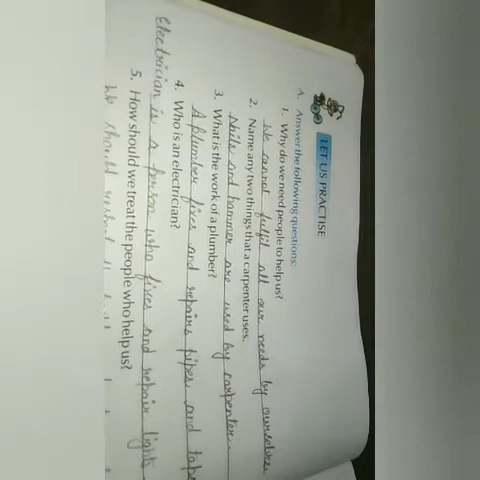 LET US PRACTISE
A. Answer the following questions:
1. Why do we need people to help us?
We cannot fulfil all our needs by ourselves
2. Name any two things that a carpenter uses.
Nails and hammer are used by carpenter.
3. What is the work of a plumber?
A Plumber fixes and repairs pipes and taps
4. Who is an electrician?
Electrician is a person who fixes and repair lights
5. How should we treat the people who help us?
We should